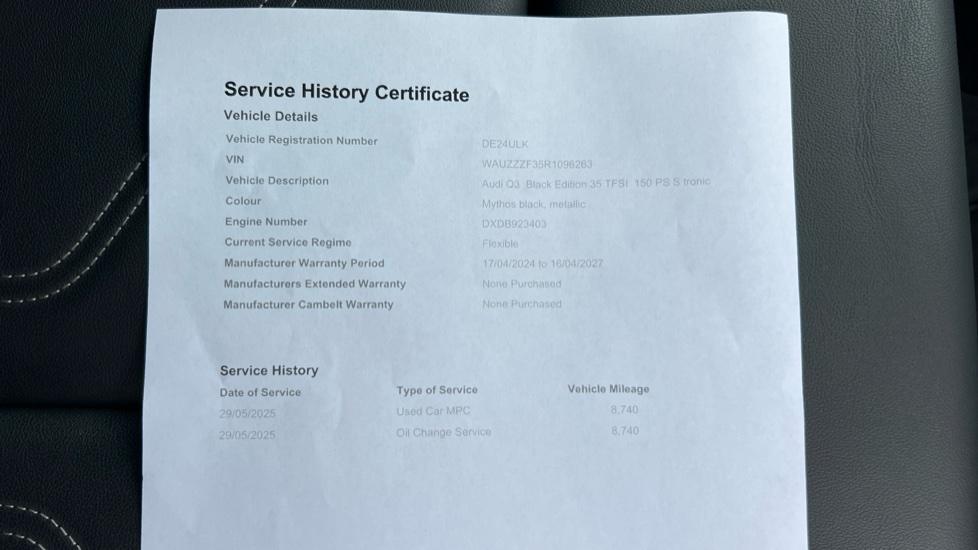 Service History Certificate
Vehicle Details
Vehicle Registration Number DE24ULK
VIN WAUZZZF35R1096263
Vehicle Description Audi Q3 Black Edition 35 TFSI 150 PS S tronic
Colour Mythos black, metallic
Engine Number DXDB923403
Current Service Regime Flexible
Manufacturer Warranty Period 17/04/2024 to 16/04/2027
Manufacturers Extended Warranty None Purchased
Manufacturer Cambelt Warranty None Purchased
Service History
Date of Service Type of Service Vehicle Mileage
29/05/2025 Used Car MPC 8,740
29/05/2025 Oil Change Service 8,740